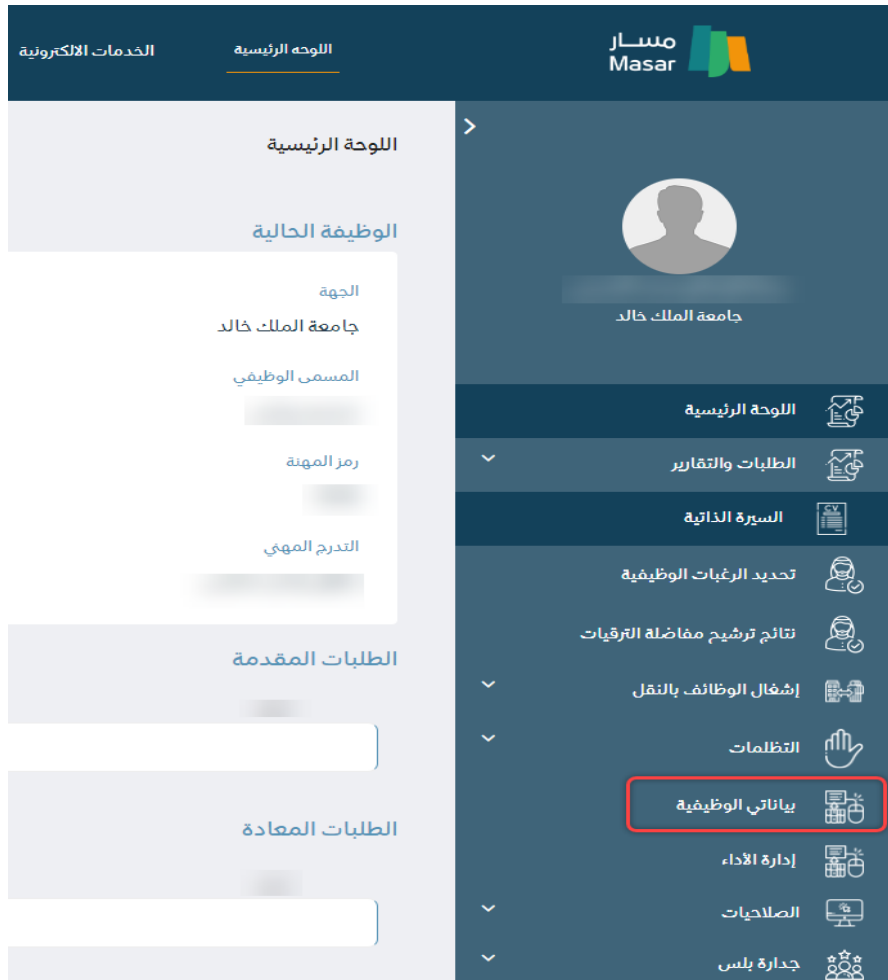 مسـار
Masar
اللوحه الرئيسية
الخدمات الالكترونية
جامعة الملك خالد
اللوحة الرئيسية
الطلبات والتقارير
CV
السيرة الذاتية
تحديد الرغبات الوظيفية
نتائج ترشيح مفاضلة الترقيات
إشغال الوظائف بالنقل
التظلمات
بياناتي الوظيفية
إدارة الأداء
الصلاحيات
جدارة بلس
اللوحة الرئيسية
الوظيفة الحالية
الجهة
جامعة الملك خالد
المسمى الوظيفي
رمز المهنة
التدرج المهني
الطلبات المقدمة
الطلبات المعادة